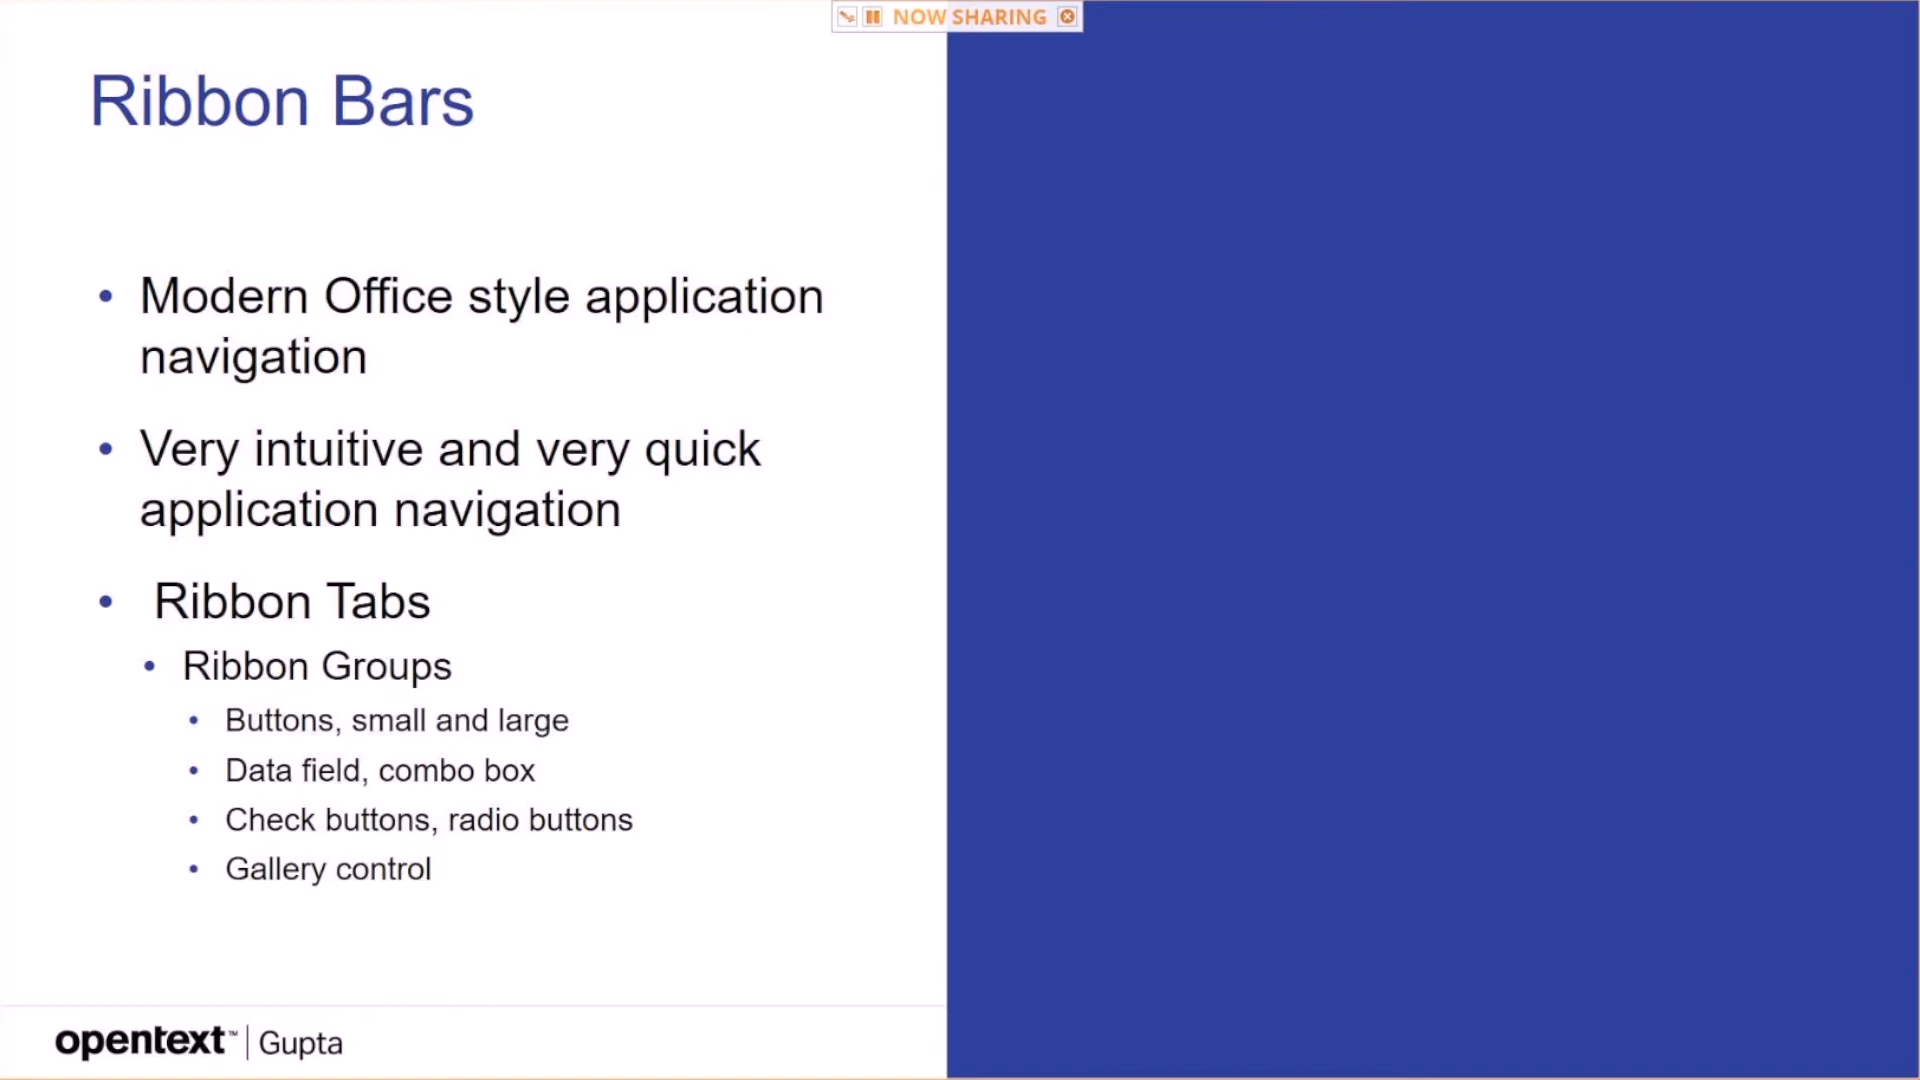 NOW SHARING
Ribbon Bars
• Modern Office style application
navigation
• Very intuitive and very quick
application navigation
• Ribbon Tabs
• Ribbon Groups
• Buttons, small and large
• Data field, combo box
• Check buttons, radio buttons
• Gallery control
opentext™ | Gupta